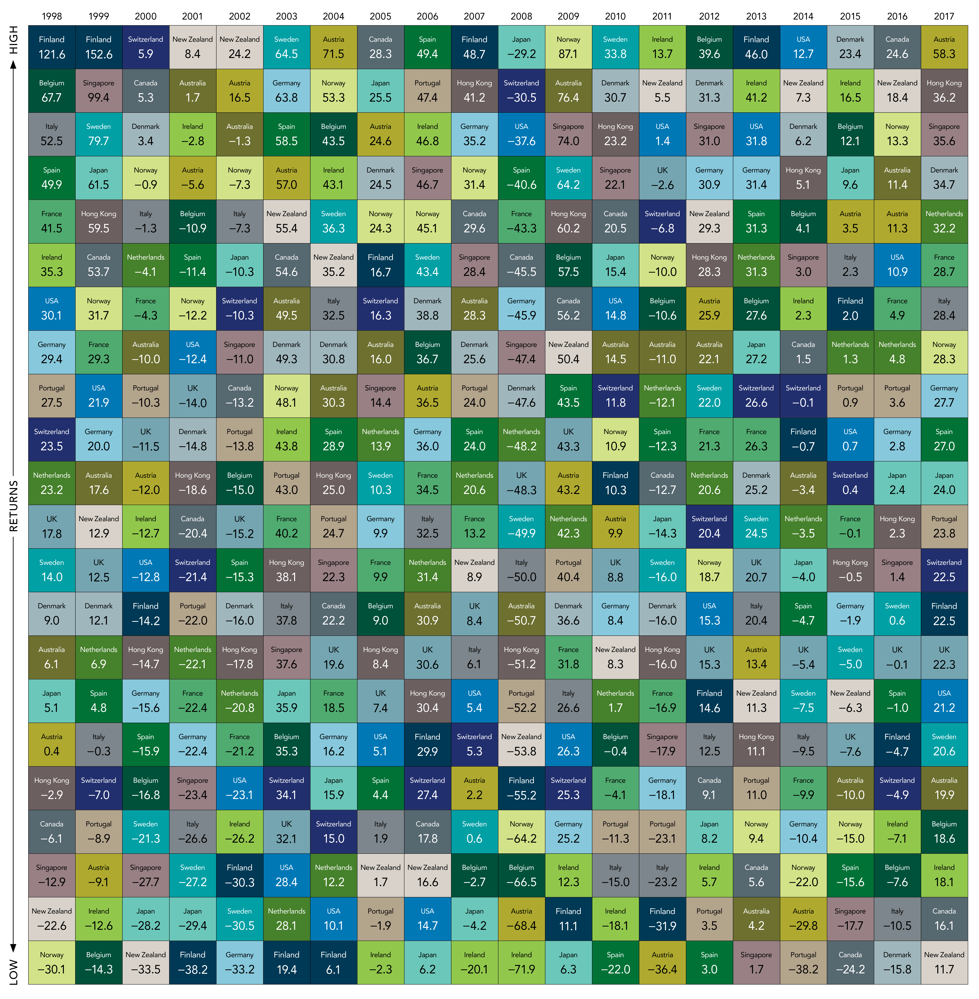 1998 1999 2000 2001 2002 2003 2004 2005 2006 2007 2008 2009 2010 2011 2012 2013 2014 2015 2016 2017
HIGH
Finland Finland Switzerland New Zealand New Zealand Sweden Austria Canada Spain Finland Japan Norway Sweden Ireland Belgium Finland USA Denmark Canada Austria
121.6 152.6 5.9 8.4 24.2 64.5 71.5 28.3 49.4 48.7 −29.2 87.1 33.8 13.7 39.6 46.0 12.7 23.4 24.6 58.3
Belgium Singapore Canada Australia Austria Germany Norway Japan Portugal Hong Kong Switzerland Australia Denmark New Zealand Denmark Ireland New Zealand Ireland New Zealand Hong Kong
67.7 99.4 5.3 1.7 16.5 63.8 53.3 25.5 47.4 41.2 −30.5 76.4 30.7 5.5 31.3 41.2 7.3 16.5 18.4 36.2
Italy Sweden Denmark Ireland Australia Spain Belgium Austria Ireland Germany USA Singapore Hong Kong USA Singapore USA Denmark Belgium Norway Singapore
52.5 79.7 3.4 −2.8 −1.3 58.5 43.5 24.6 46.8 35.2 −37.6 74.0 23.2 1.4 31.0 31.8 6.2 12.1 13.3 35.6
Spain Japan Norway Austria Norway Austria Ireland Denmark Singapore Norway Spain Sweden Singapore UK Germany Germany Hong Kong Japan Australia Denmark
49.9 61.5 −0.9 −5.6 −7.3 57.0 43.1 24.5 46.7 31.4 −40.6 64.2 22.1 −2.6 30.9 31.4 5.1 9.6 11.4 34.7
France Hong Kong Italy Belgium Italy New Zealand Sweden Norway Norway Canada France Hong Kong Canada Switzerland New Zealand Spain Belgium Austria Austria Netherlands
41.5 59.5 −1.3 −10.9 −7.3 55.4 36.3 24.3 45.1 29.6 −43.3 60.2 20.5 −6.8 29.3 31.3 4.1 3.5 11.3 32.2
Ireland Canada Netherlands Spain Japan Canada New Zealand Finland Sweden Singapore Canada Belgium Japan Norway Hong Kong Netherlands Singapore Italy USA France
35.3 53.7 −4.1 −11.4 −10.3 54.6 35.2 16.7 43.4 28.4 −45.5 57.5 15.4 −10.0 28.3 31.3 3.0 2.3 10.9 28.7
USA Norway France Norway Switzerland Australia Italy Switzerland Denmark Australia Germany Canada USA Belgium Austria Belgium Ireland Finland France Italy
30.1 31.7 −4.3 −12.2 −10.3 49.5 32.5 16.3 38.8 28.3 −45.9 56.2 14.8 −10.6 25.9 27.6 2.3 2.0 4.9 28.4
Germany France Australia USA Singapore Denmark Denmark Australia Belgium Denmark Singapore New Zealand Australia Australia Australia Japan Canada Netherlands Netherlands Norway
29.4 29.3 −10.0 −12.4 −11.0 49.3 30.8 16.0 36.7 25.6 −47.4 50.4 14.5 −11.0 22.1 27.2 1.5 1.3 4.8 28.3
Portugal USA Portugal UK Canada Norway Australia Singapore Austria Portugal Denmark Spain Switzerland Netherlands Sweden Switzerland Switzerland Portugal Portugal Germany
27.5 21.9 −10.3 −14.0 −13.2 48.1 30.3 14.4 36.5 24.0 −47.6 43.5 11.8 −12.1 22.0 26.6 −0.1 0.9 3.6 27.7
Switzerland Germany UK Denmark Portugal Ireland Spain Netherlands Germany Spain Netherlands UK Norway Spain France France Finland USA Germany Spain
23.5 20.0 −11.5 −14.8 −13.8 43.8 28.9 13.9 36.0 24.0 −48.2 43.3 10.9 −12.3 21.3 26.3 −0.7 0.7 2.8 27.0
RETURNS
Netherlands Australia Austria Hong Kong Belgium Portugal Hong Kong Sweden France Netherlands UK Austria Finland Canada Netherlands Denmark Australia Switzerland Japan Japan
23.2 17.6 −12.0 −18.6 −15.0 43.0 25.0 10.3 34.5 20.6 −48.3 43.2 10.3 −12.7 20.6 25.2 −3.4 0.4 2.4 24.0
UK New Zealand Ireland Canada UK France Portugal Germany Italy France Sweden Netherlands Austria Japan Switzerland Sweden Netherlands France Hong Kong Portugal
17.8 12.9 −12.7 −20.4 −15.2 40.2 24.7 9.9 32.5 13.2 −49.9 42.3 9.9 −14.3 20.4 24.5 −3.5 −0.1 2.3 23.8
Sweden UK USA Switzerland Spain Hong Kong Singapore France Netherlands New Zealand Italy Portugal UK Sweden Norway UK Japan Hong Kong Singapore Switzerland
14.0 12.5 −12.8 −21.4 −15.3 38.1 22.3 9.9 31.4 8.9 −50.0 40.4 8.8 −16.0 18.7 20.7 −4.0 −0.5 1.4 22.5
Denmark Denmark Finland Portugal Denmark Italy Canada Belgium Australia UK Australia Denmark Germany Denmark USA Italy Spain Germany Sweden Finland
9.0 12.1 −14.2 −22.0 −16.0 37.8 22.2 9.0 30.9 8.4 −50.7 36.6 8.4 −16.0 15.3 20.4 −4.7 −1.9 0.6 22.5
Australia Netherlands Hong Kong Netherlands Hong Kong Singapore UK Hong Kong UK Italy Hong Kong France New Zealand Hong Kong UK Austria UK Sweden UK UK
6.1 6.9 −14.7 −22.1 −17.8 37.6 19.6 8.4 30.6 6.1 −51.2 31.8 8.3 −16.0 15.3 13.4 −5.4 −5.0 −0.1 22.3
Japan Spain Germany France Netherlands Japan France UK Hong Kong USA Portugal Italy Netherlands France Finland New Zealand Sweden New Zealand Spain USA
5.1 4.8 −15.6 −22.4 −20.8 35.9 18.5 7.4 30.4 5.4 −52.2 26.6 1.7 −16.9 14.6 11.3 −7.5 −6.3 −1.0 21.2
Austria Italy Spain Germany France Belgium Germany USA Finland Switzerland New Zealand USA Belgium Singapore Italy Hong Kong Italy UK Finland Sweden
0.4 −0.3 −15.9 −22.4 −21.2 35.3 16.2 5.1 29.9 5.3 −53.8 26.3 −0.4 −17.9 12.5 11.1 −9.5 −7.6 −4.7 20.6
Hong Kong Switzerland Belgium Singapore USA Switzerland Japan Spain Switzerland Austria Finland Switzerland France Germany Canada Portugal France Australia Switzerland Australia
−2.9 −7.0 −16.8 −23.4 −23.1 34.1 15.9 4.4 27.4 2.2 −55.2 25.3 −4.1 −18.1 9.1 11.0 −9.9 −10.0 −4.9 19.9
Canada Portugal Sweden Italy Ireland UK Switzerland Italy Canada Sweden Norway Germany Portugal Portugal Japan Norway Germany Norway Ireland Belgium
−6.1 −8.9 −21.3 −26.6 −26.2 32.1 15.0 1.9 17.8 0.6 −64.2 25.2 −11.3 −23.1 8.2 9.4 −10.4 −15.0 −7.1 18.6
Singapore Austria Singapore Sweden Finland USA Netherlands New Zealand New Zealand Belgium Belgium Ireland Italy Italy Ireland Canada Norway Spain Belgium Ireland
−12.9 −9.1 −27.7 −27.2 −30.3 28.4 12.2 1.7 16.6 −2.7 −66.5 12.3 −15.0 −23.2 5.7 5.6 −22.0 −15.6 −7.6 18.1
New Zealand Ireland Japan Japan Sweden Netherlands USA Portugal USA Japan Austria Finland Ireland Finland Portugal Australia Austria Singapore Italy Canada
−22.6 −12.6 −28.2 −29.4 −30.5 28.1 10.1 −1.9 14.7 −4.2 −68.4 11.1 −18.1 −31.9 3.5 4.2 −29.8 −17.7 −10.5 16.1
LOW
Norway Belgium New Zealand Finland Germany Finland Finland Ireland Japan Ireland Ireland Japan Spain Austria Spain Singapore Portugal Canada Denmark New Zealand
−30.1 −14.3 −33.5 −38.2 −33.2 19.4 6.1 −2.3 6.2 −20.1 −71.9 6.3 −22.0 −36.4 3.0 1.7 −38.2 −24.2 −15.8 11.7